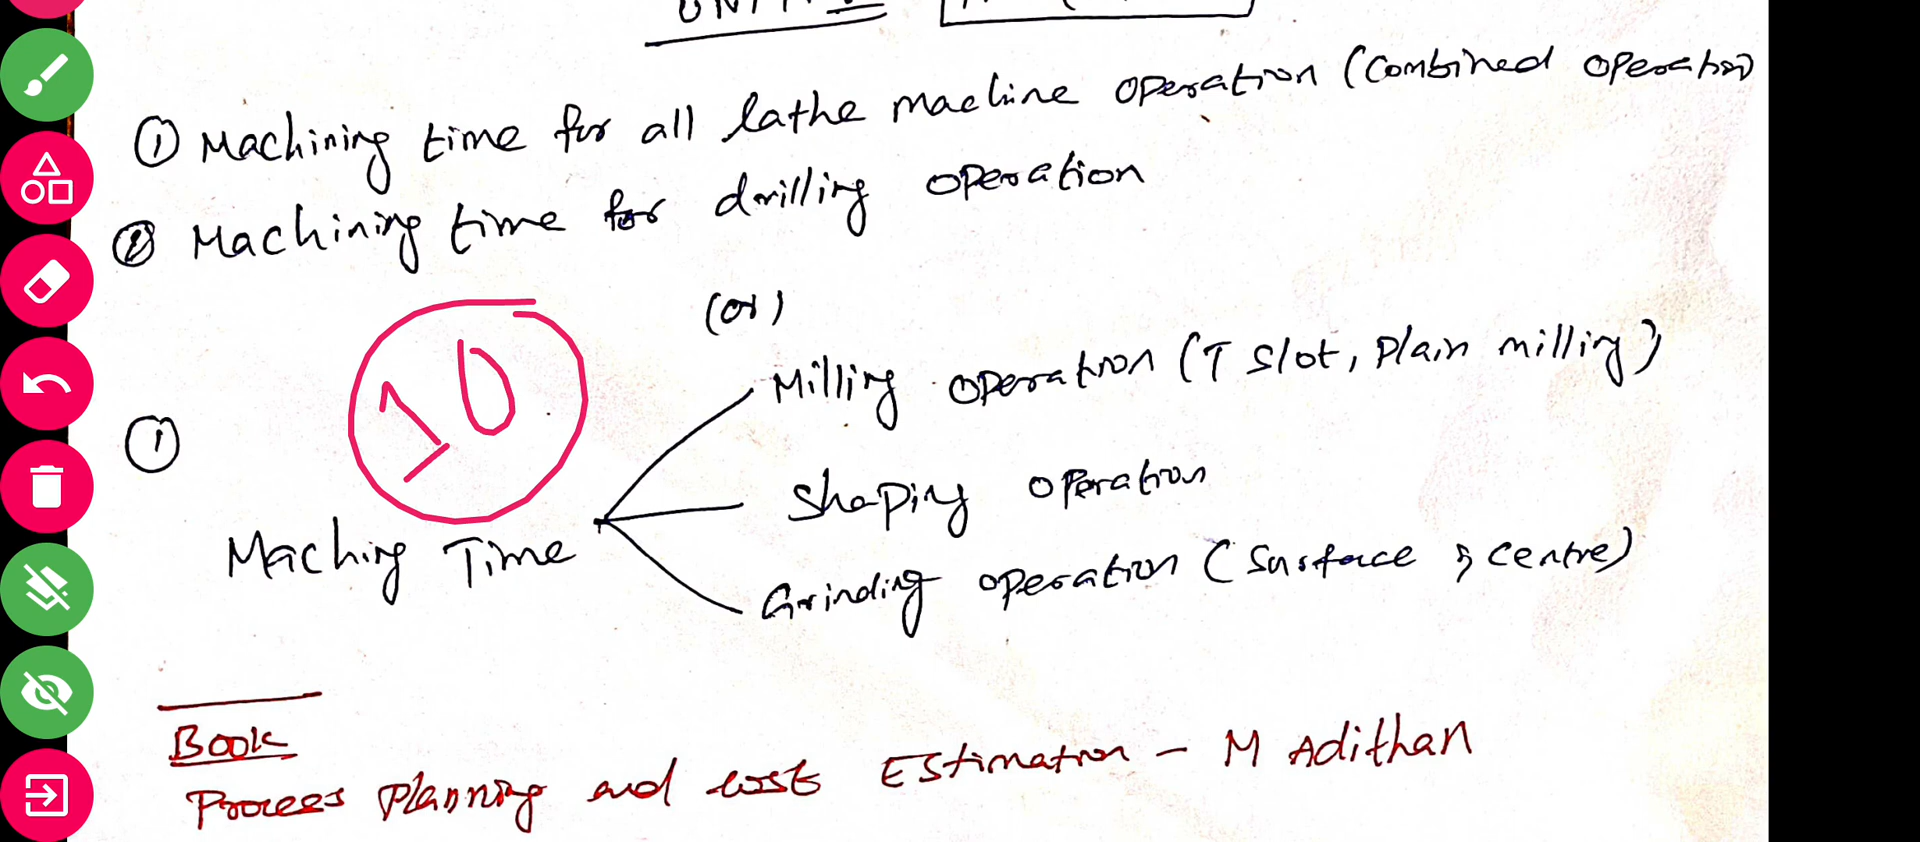 ① Machining time for all lathe machine operation (Combined operation
② Machining time for drilling operation
(or)
10
Milling operation (T slot, Plain milling)
①
Shaping operation
Maching Time
Grinding operation (Surface & centre)
Book
Process Planning and cost Estimation - M Adithan